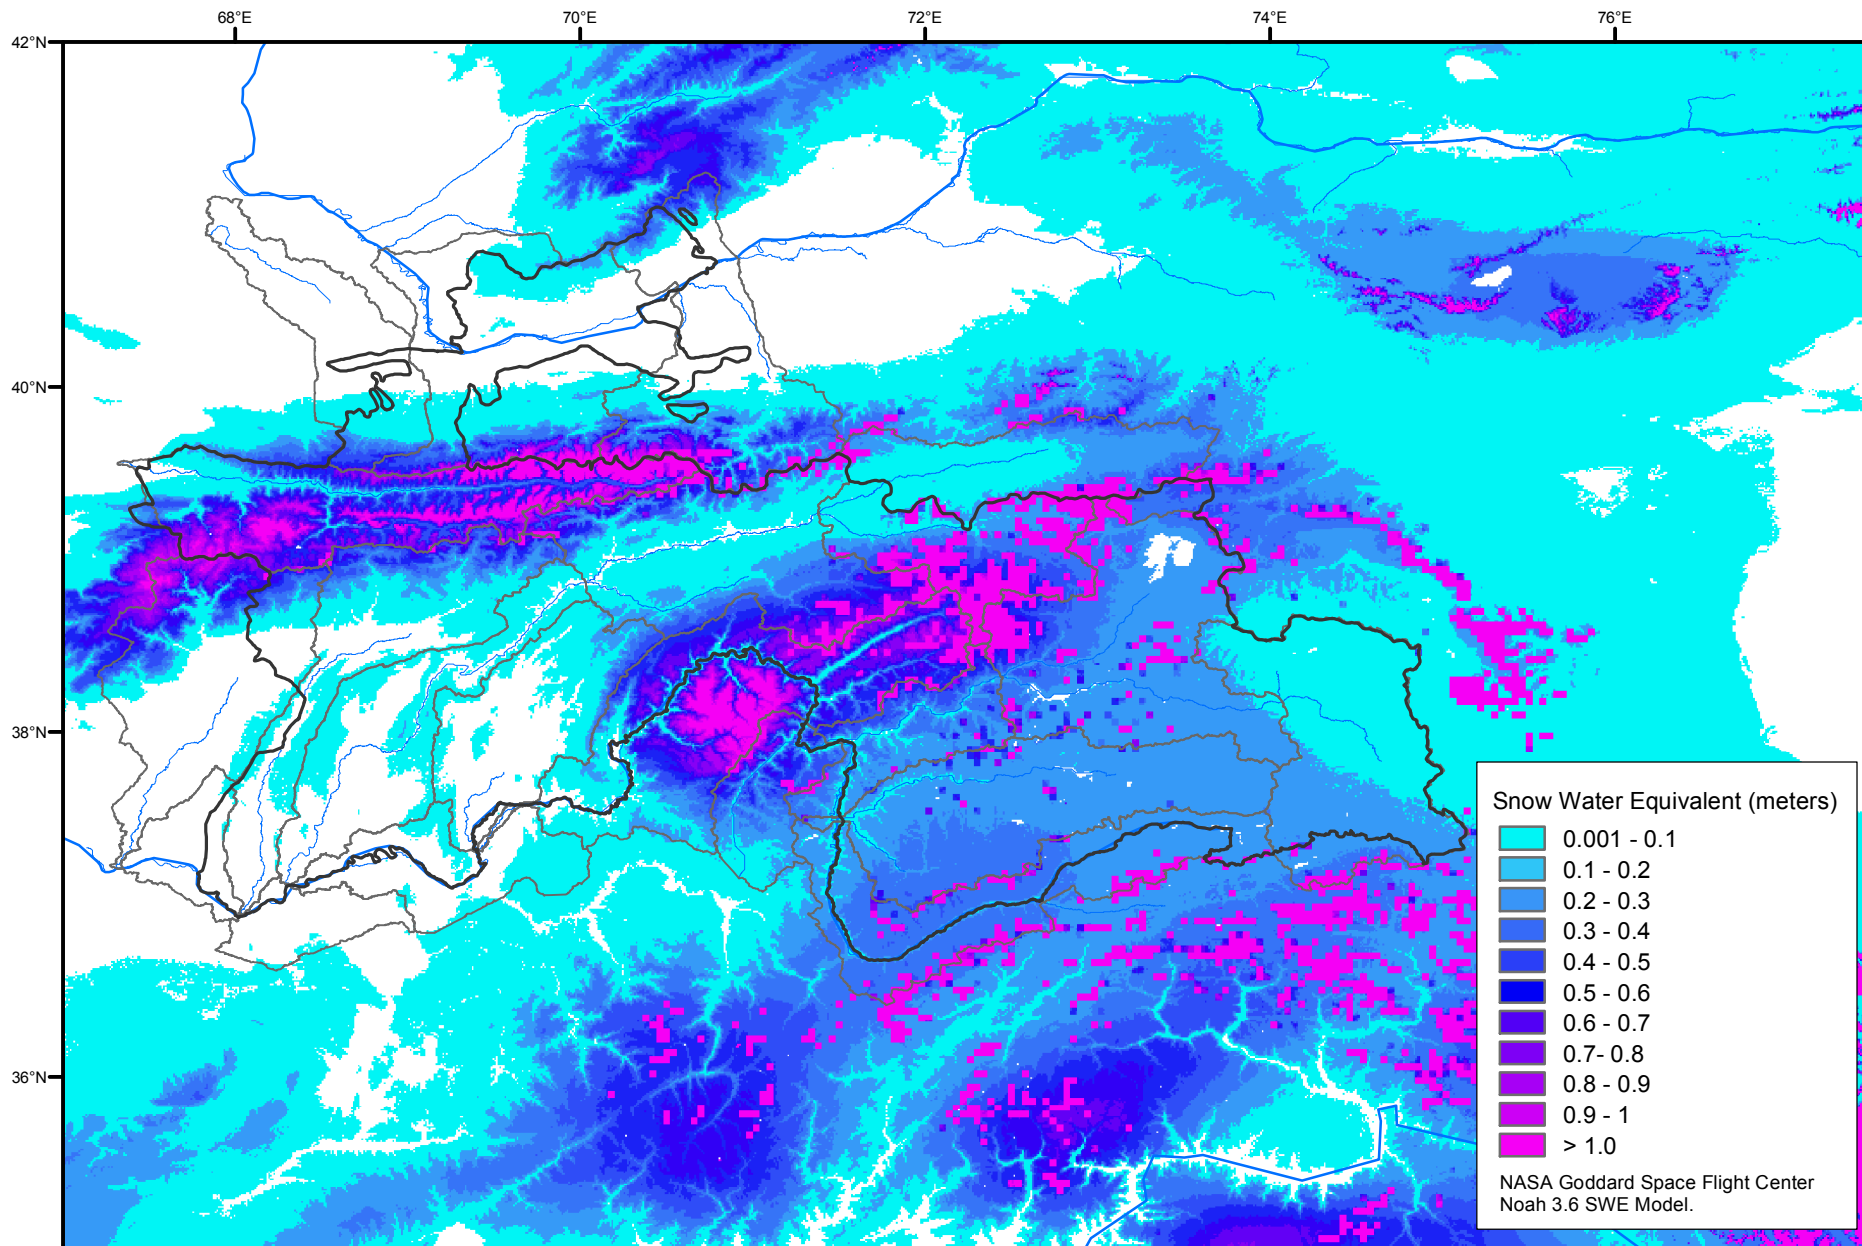 68°E
70°E
72°E
74°E
76°E
42°N
40°N
38°N
36°N
Snow Water Equivalent (meters)
0.001 - 0.1
0.1 - 0.2
0.2 - 0.3
0.3 - 0.4
0.4 - 0.5
0.5 - 0.6
0.6 - 0.7
0.7- 0.8
0.8 - 0.9
0.9 - 1
> 1.0
NASA Goddard Space Flight Center
Noah 3.6 SWE Model.